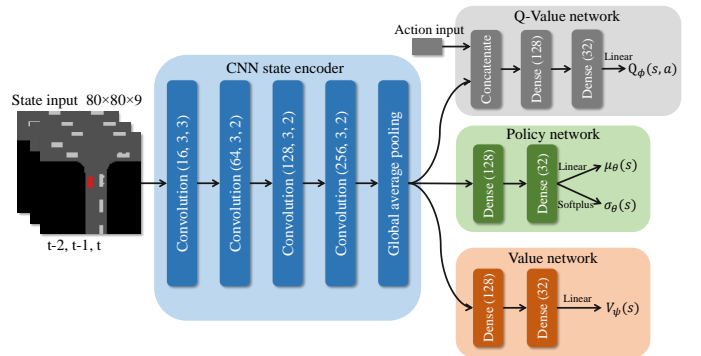 State input 80×80×9
t-2, t-1, t
CNN state encoder
Convolution (16, 3, 3)
Convolution (64, 3, 2)
Convolution (128, 3, 2)
Convolution (256, 3, 2)
Global average pooling
Action input
Q-Value network
Concatenate
Dense (128)
Dense (32)
Linear
Q_ϕ(s, a)
Policy network
Dense (128)
Dense (32)
Linear
μ_θ(s)
Softplus
σ_θ(s)
Value network
Dense (128)
Dense (32)
Linear
V_ψ(s)